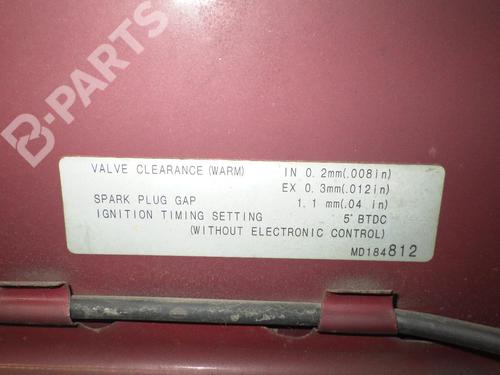 B-PARTS
VALVE CLEARANCE (WARM) IN 0.2mm(.008in)
EX 0.3mm(.012in)
SPARK PLUG GAP 1.1 mm(.04 in)
IGNITION TIMING SETTING 5° BTDC
(WITHOUT ELECTRONIC CONTROL)
MD184812